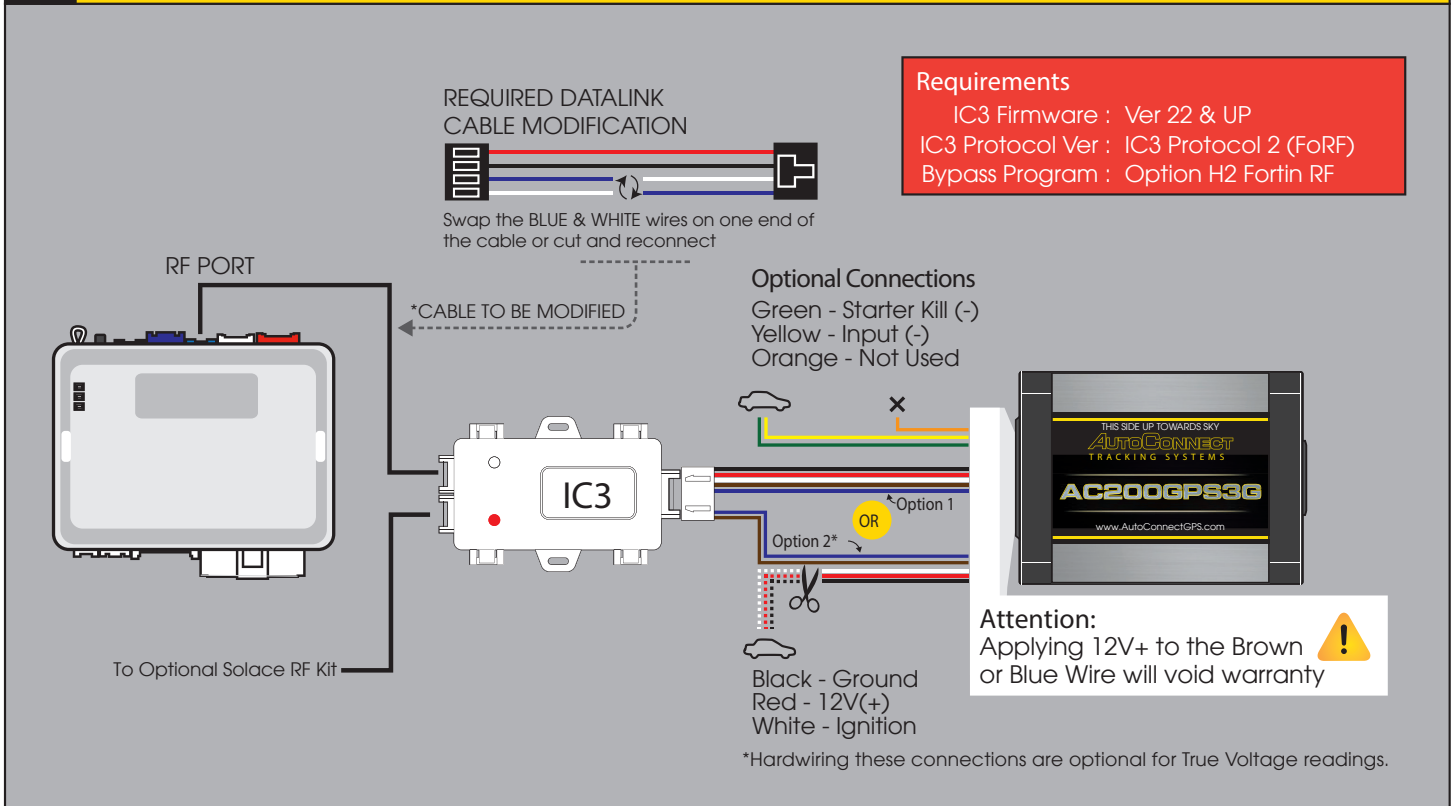 REQUIRED DATALINK
CABLE MODIFICATION
Swap the BLUE & WHITE wires on one end of
the cable or cut and reconnect
Requirements
IC3 Firmware : Ver 22 & UP
IC3 Protocol Ver : IC3 Protocol 2 (FoRF)
Bypass Program : Option H2 Fortin RF
RF PORT
*CABLE TO BE MODIFIED
Optional Connections
Green - Starter Kill (-)
Yellow - Input (-)
Orange - Not Used
IC3
Option 1
OR
Option 2*
THIS SIDE UP TOWARDS SKY
AUTOCONNECT
TRACKING SYSTEMS
AC200GPS3G
www.AutoConnectGPS.com
Attention:
Applying 12V+ to the Brown
or Blue Wire will void warranty
To Optional Solace RF Kit
Black - Ground
Red - 12V(+)
White - Ignition
*Hardwiring these connections are optional for True Voltage readings.